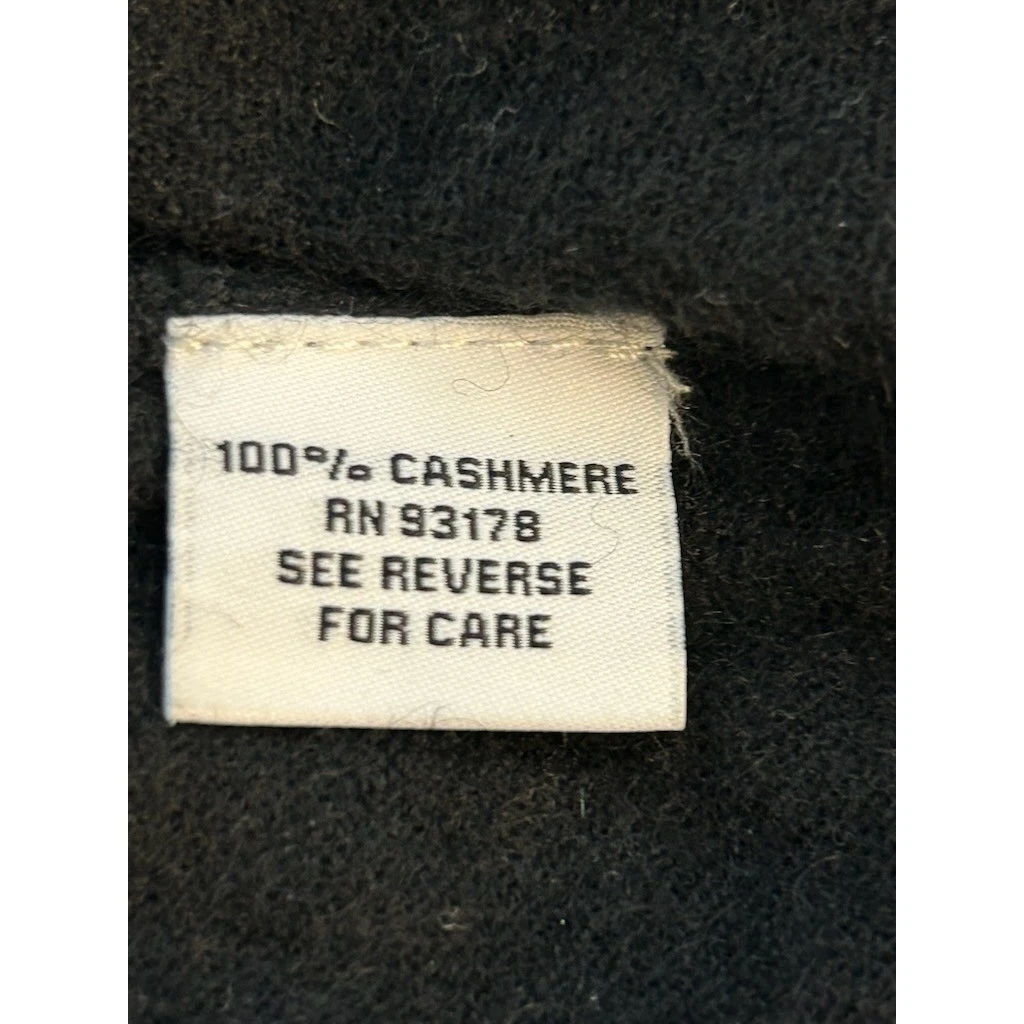 100% CASHMERE
RN 93178
SEE REVERSE
FOR CARE